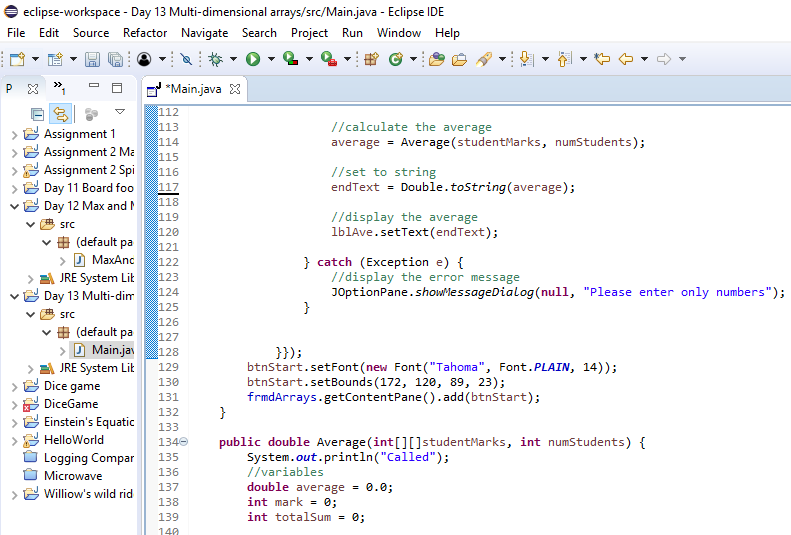 eclipse-workspace - Day 13 Multi-dimensional arrays/src/Main.java - Eclipse IDE
File Edit Source Refactor Navigate Search Project Run Window Help
P
»1
*Main.java
Assignment 1
Assignment 2 Ma
Assignment 2 Spi
Day 11 Board foo
Day 12 Max and M
src
(default pa
MaxAnc
JRE System Lib
Day 13 Multi-dim
src
(default pa
Main.jav
JRE System Lib
Dice game
DiceGame
Einstein's Equatic
HelloWorld
Logging Compar
Microwave
Williow's wild rid
112
113 //calculate the average
114 average = Average(studentMarks, numStudents);
115
116 //set to string
117 endText = Double.toString(average);
118
119 //display the average
120 lblAve.setText(endText);
121
122 } catch (Exception e) {
123 //display the error message
124 JOptionPane.showMessageDialog(null, "Please enter only numbers");
125 }
126
127
128 }});
129 btnStart.setFont(new Font("Tahoma", Font.PLAIN, 14));
130 btnStart.setBounds(172, 120, 89, 23);
131 frmdArrays.getContentPane().add(btnStart);
132 }
133
134 public double Average(int[][]studentMarks, int numStudents) {
135 System.out.println("Called");
136 //variables
137 double average = 0.0;
138 int mark = 0;
139 int totalSum = 0;
140